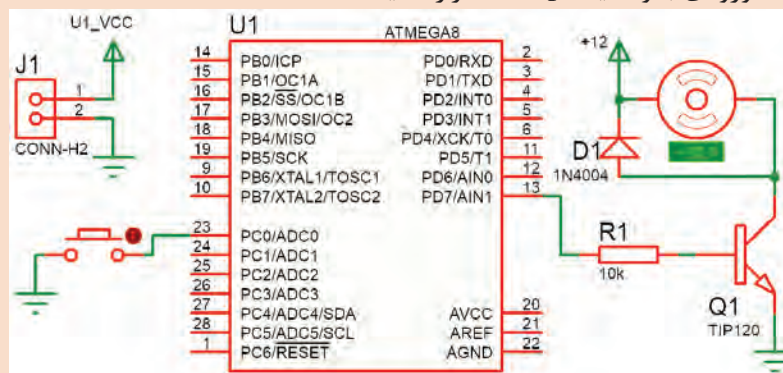 U1_VCC
J1
1
2
CONN-H2
U1
ATMEGA8
14 PB0/ICP PD0/RXD 2
15 PB1/OC1A PD1/TXD 3
16 PB2/SS/OC1B PD2/INT0 4
17 PB3/MOSI/OC2 PD3/INT1 5
18 PB4/MISO PD4/XCK/T0 6
19 PB5/SCK PD5/T1 11
9 PB6/XTAL1/TOSC1 PD6/AIN0 12
10 PB7/XTAL2/TOSC2 PD7/AIN1 13
23 PC0/ADC0
24 PC1/ADC1
25 PC2/ADC2
26 PC3/ADC3
27 PC4/ADC4/SDA AVCC 20
28 PC5/ADC5/SCL AREF 21
1 PC6/RESET AGND 22
+12
D1
1N4004
R1
10k
Q1
TIP120